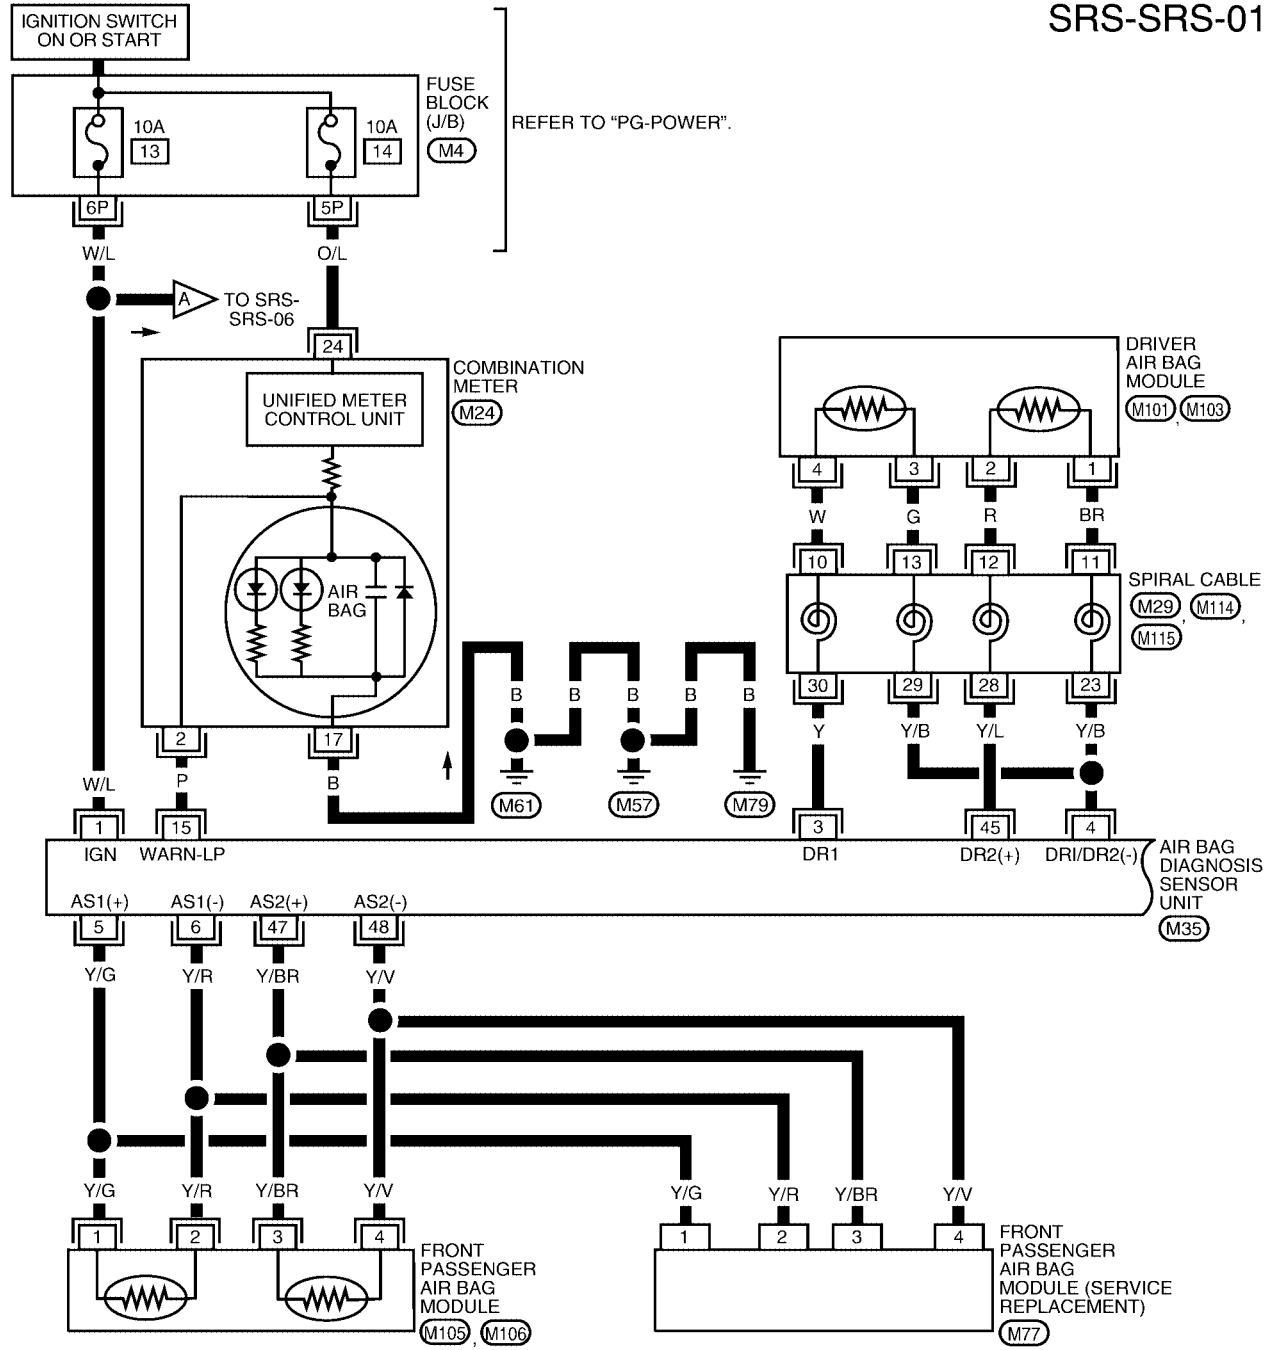 SRS-SRS-01
IGNITION SWITCH
ON OR START
FUSE
BLOCK
(J/B)
M4
10A
13
10A
14
REFER TO “PG-POWER”.
6P
5P
W/L
O/L
A
TO SRS-
SRS-06
24
COMBINATION
METER
M24
UNIFIED METER
CONTROL UNIT
AIR
BAG
DRIVER
AIR BAG
MODULE
M101, M103
4 3 2 1
W G R BR
10 13 12 11
SPIRAL CABLE
M29, M114,
M115
30 29 28 23
Y Y/B Y/L Y/B
B B B B B
2 17
P B
M61 M57 M79
W/L
1 15 3 45 4
IGN WARN-LP DR1 DR2(+) DRI/DR2(-)
AIR BAG
DIAGNOSIS
SENSOR
UNIT
M35
AS1(+) AS1(-) AS2(+) AS2(-)
5 6 47 48
Y/G Y/R Y/BR Y/V
Y/G Y/R Y/BR Y/V
1 2 3 4
FRONT
PASSENGER
AIR BAG
MODULE
M105, M106
Y/G Y/R Y/BR Y/V
1 2 3 4
FRONT
PASSENGER
AIR BAG
MODULE (SERVICE
REPLACEMENT)
M77